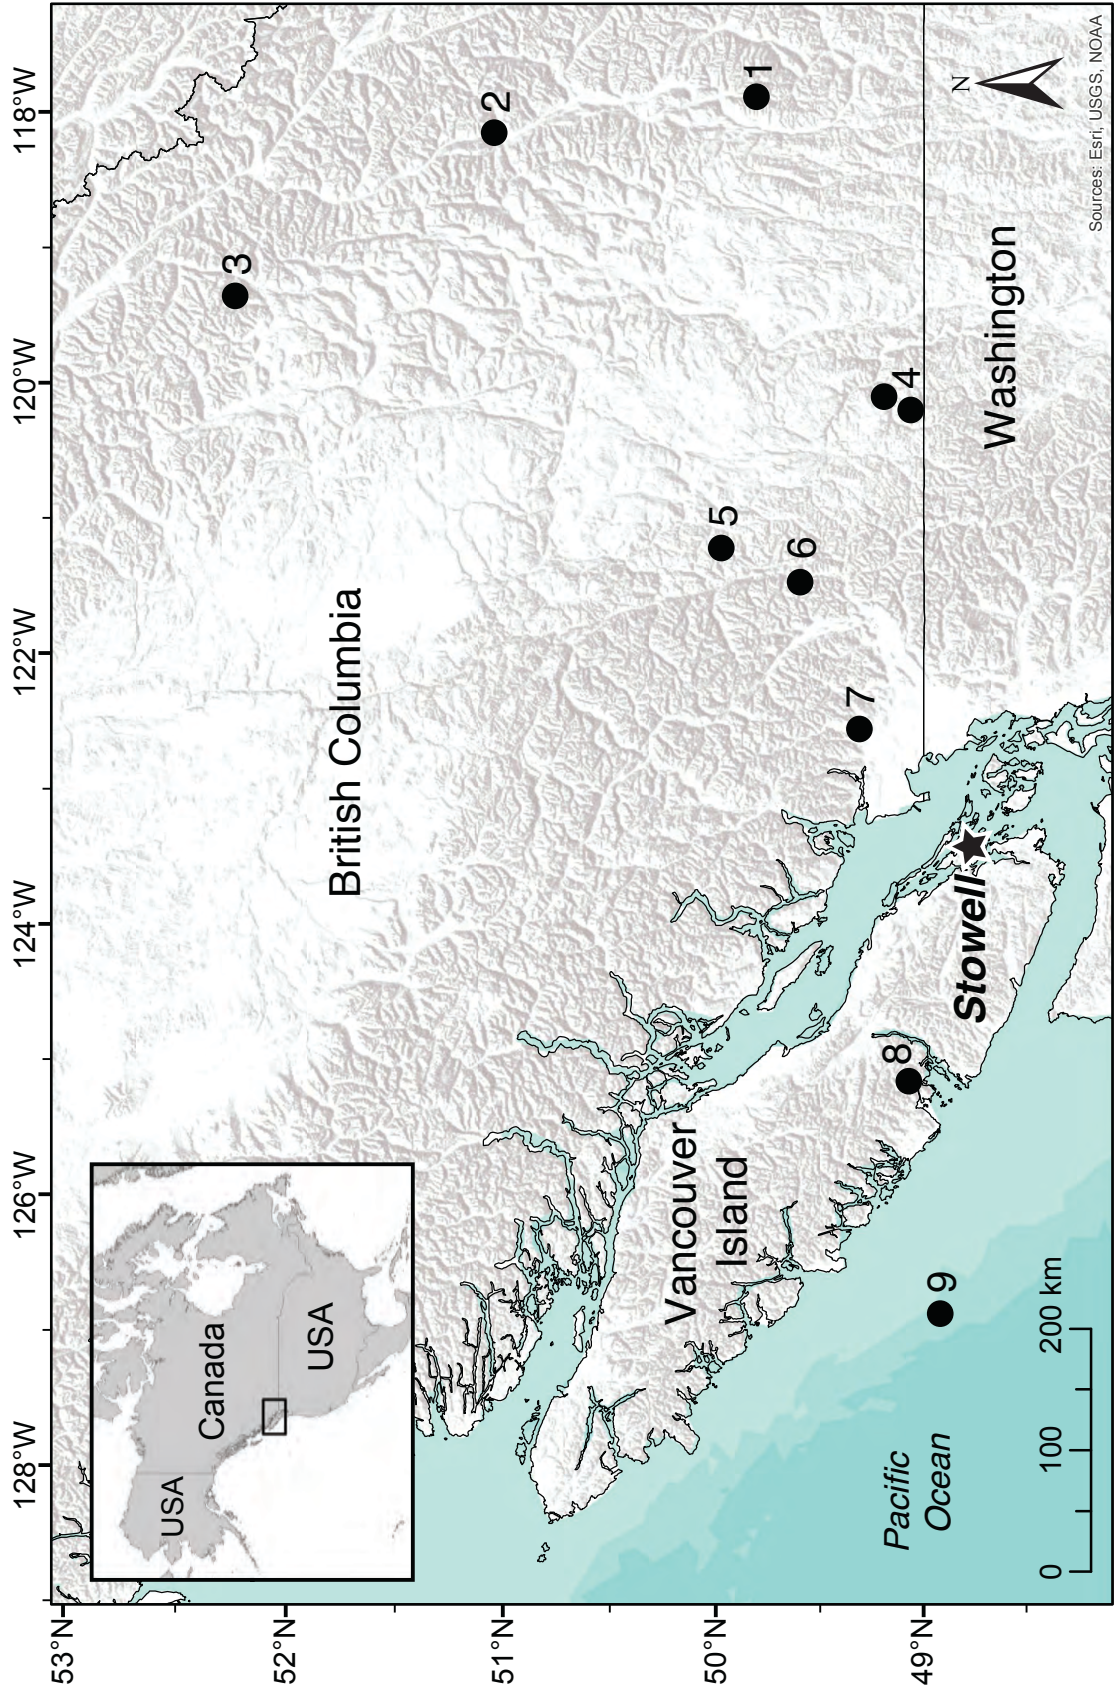 128°W
126°W
124°W
122°W
120°W
118°W
53°N
52°N
51°N
50°N
49°N
USA
Canada
USA
British Columbia
3
2
1
5
6
4
7
Vancouver
Island
8
9
Stowell
Washington
Pacific
Ocean
0
100
200 km
N
Sources: Esri, USGS, NOAA